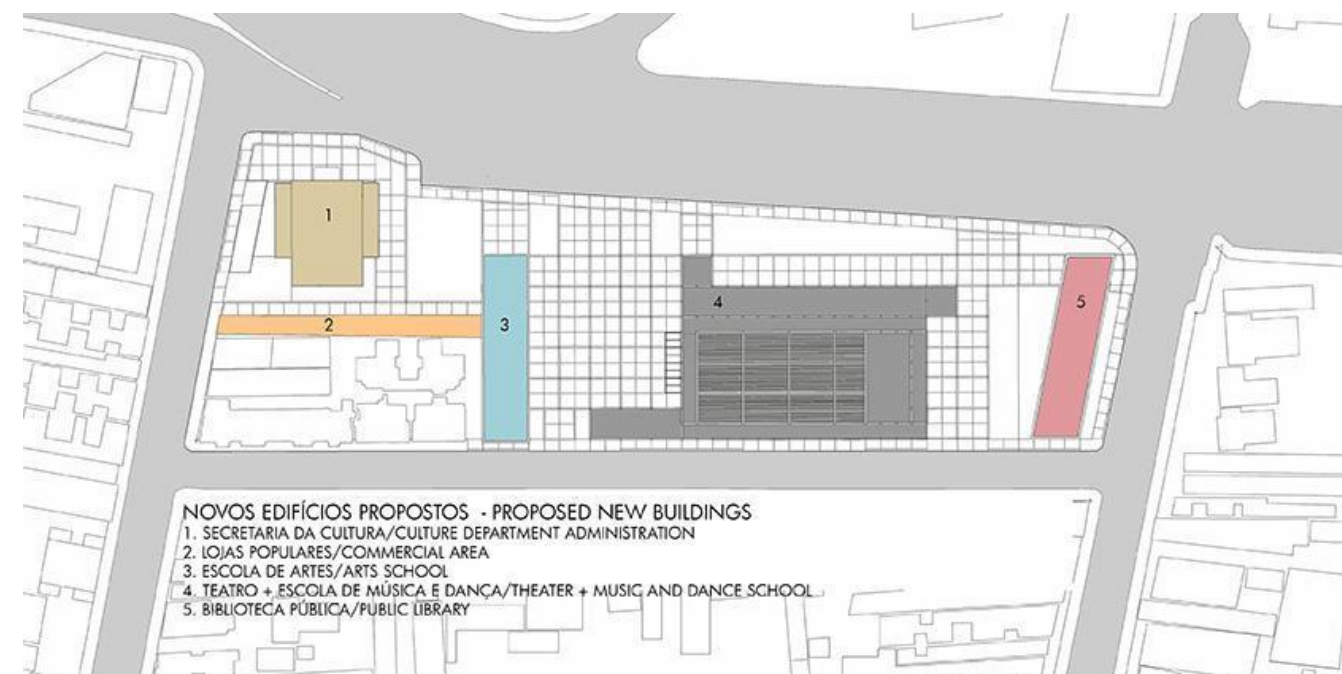 1
2
3
4
5
NOVOS EDIFÍCIOS PROPOSTOS - PROPOSED NEW BUILDINGS
1. SECRETARIA DA CULTURA/CULTURE DEPARTMENT ADMINISTRATION
2. LOJAS POPULARES/COMMERCIAL AREA
3. ESCOLA DE ARTES/ARTS SCHOOL
4. TEATRO + ESCOLA DE MÚSICA E DANÇA/THEATER + MUSIC AND DANCE SCHOOL
5. BIBLIOTECA PÚBLICA/PUBLIC LIBRARY